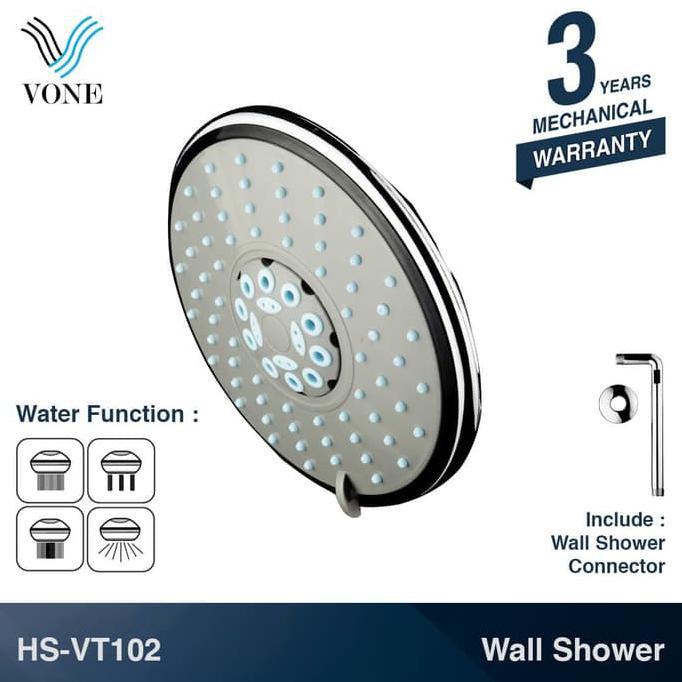 VONE
3 YEARS
MECHANICAL
WARRANTY
Water Function :
Include :
Wall Shower
Connector
HS-VT102
Wall Shower